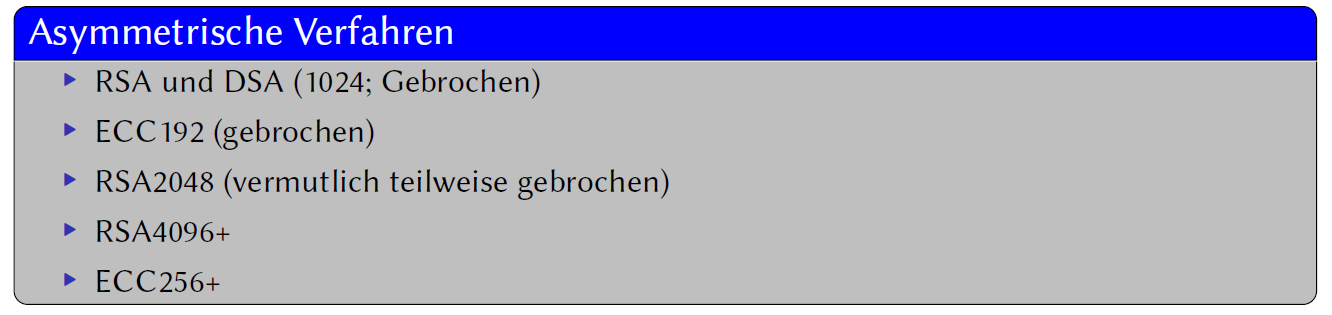 Asymmetrische Verfahren
RSA und DSA (1024; Gebrochen)
ECC192 (gebrochen)
RSA2048 (vermutlich teilweise gebrochen)
RSA4096+
ECC256+